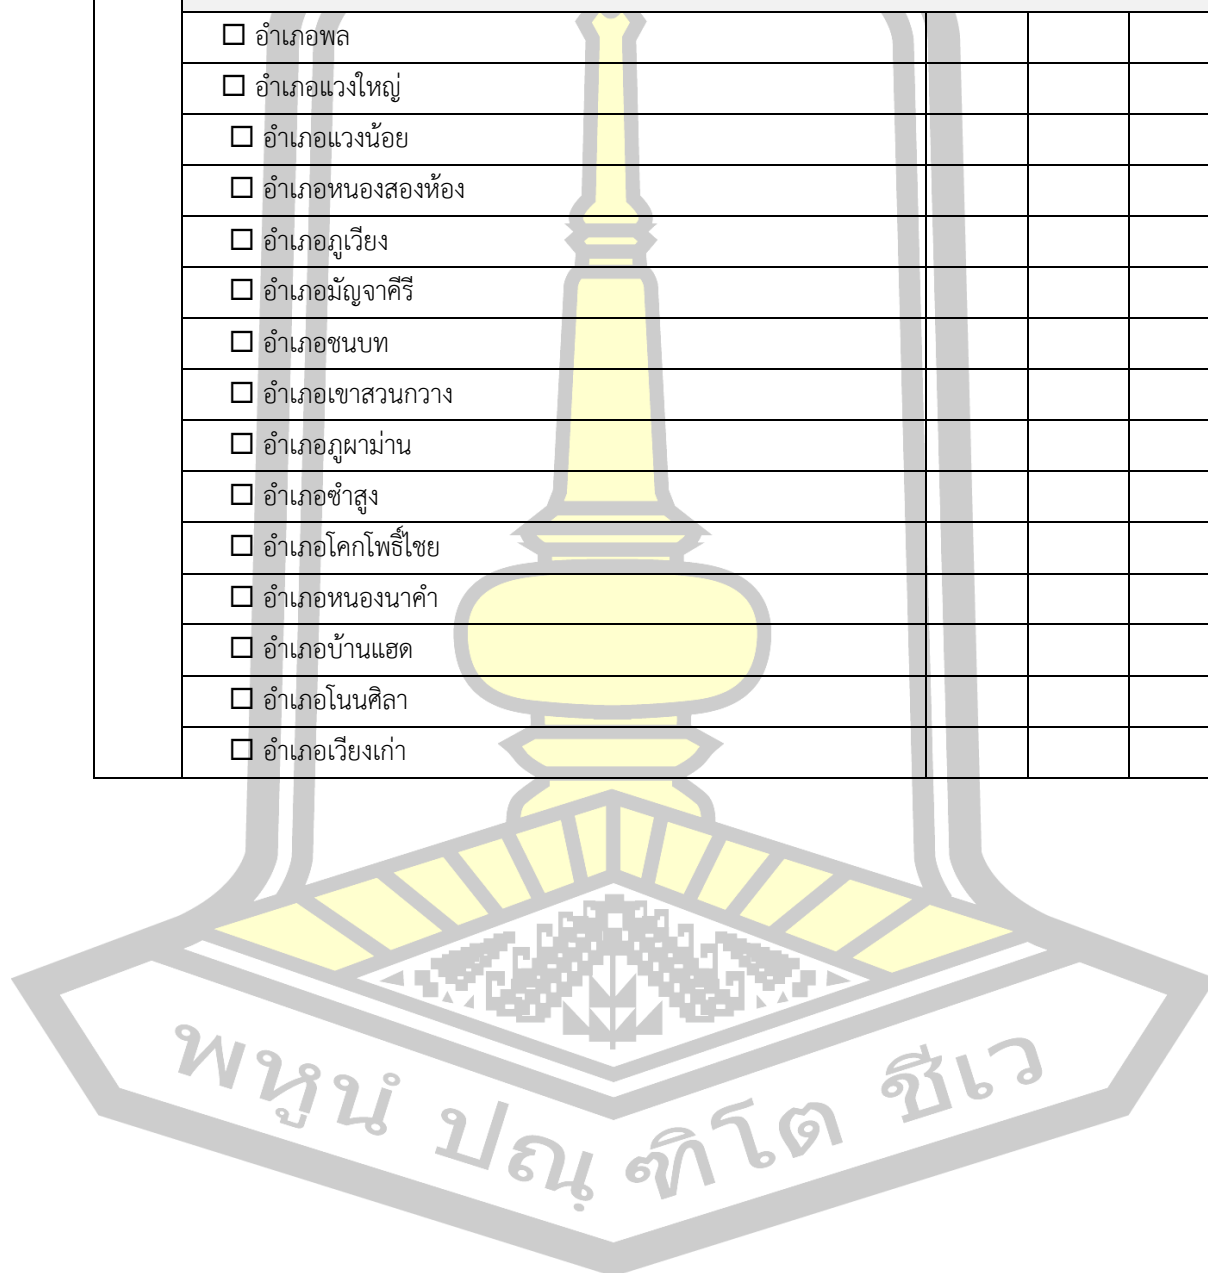 ☐ อำเภอพล
☐ อำเภอแวงใหญ่
☐ อำเภอแวงน้อย
☐ อำเภอหนองสองห้อง
☐ อำเภอภูเวียง
☐ อำเภอมัญจาคีรี
☐ อำเภอชนบท
☐ อำเภอเขาสวนกวาง
☐ อำเภอภูผาม่าน
☐ อำเภอซำสูง
☐ อำเภอโคกโพธิ์ไชย
☐ อำเภอหนองนาคำ
☐ อำเภอบ้านแฮด
☐ อำเภอโนนศิลา
☐ อำเภอเวียงเก่า
พหูนํ ปณฺฑิโต ชีเว